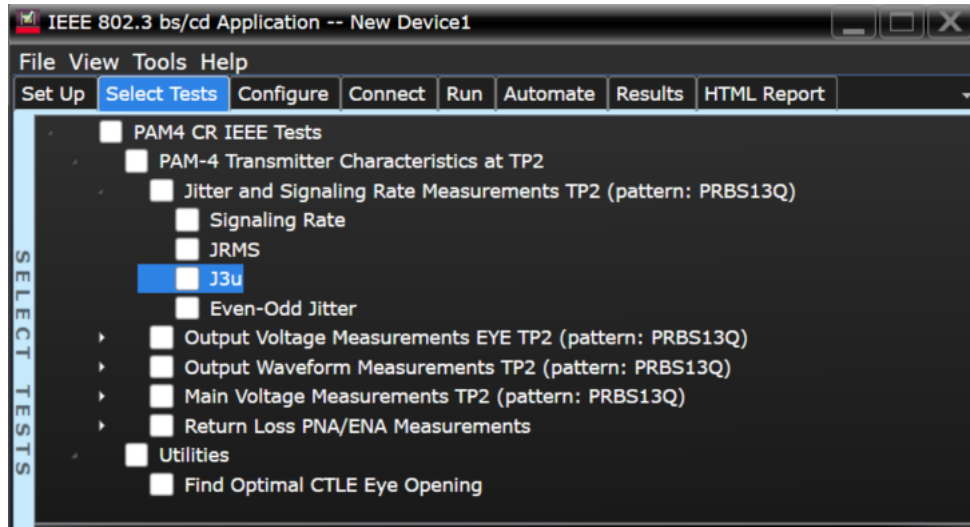 IEEE 802.3 bs/cd Application -- New Device1
File View Tools Help
Set Up Select Tests Configure Connect Run Automate Results HTML Report
SELECT TESTS
PAM4 CR IEEE Tests
PAM-4 Transmitter Characteristics at TP2
Jitter and Signaling Rate Measurements TP2 (pattern: PRBS13Q)
Signaling Rate
JRMS
J3u
Even-Odd Jitter
Output Voltage Measurements EYE TP2 (pattern: PRBS13Q)
Output Waveform Measurements TP2 (pattern: PRBS13Q)
Main Voltage Measurements TP2 (pattern: PRBS13Q)
Return Loss PNA/ENA Measurements
Utilities
Find Optimal CTLE Eye Opening